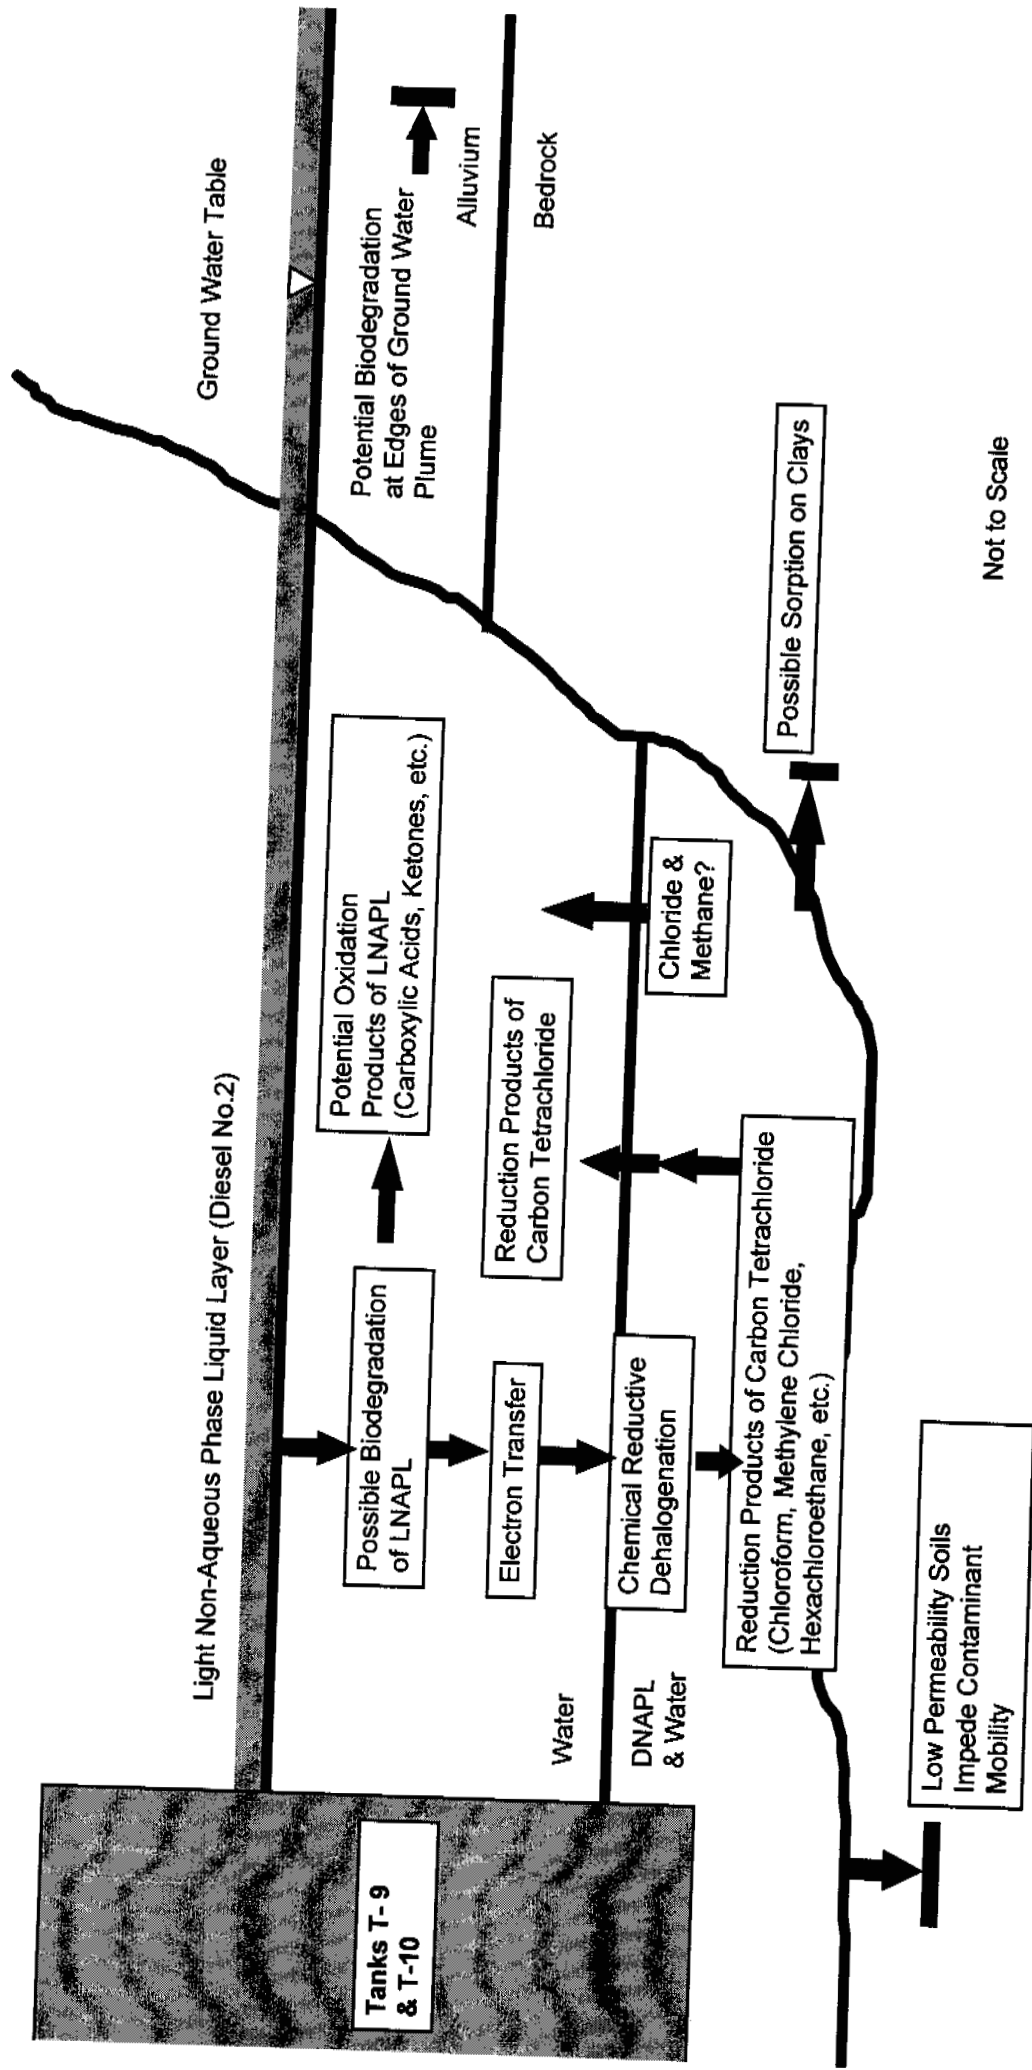 Light Non-Aqueous Phase Liquid Layer (Diesel No.2)
Ground Water Table
Tanks T-9
& T-10
Possible Biodegradation
of LNAPL
Potential Oxidation
Products of LNAPL
(Carboxylic Acids, Ketones, etc.)
Potential Biodegradation
at Edges of Ground Water
Plume
Alluvium
Bedrock
Electron Transfer
Reduction Products of
Carbon Tetrachloride
Water
DNAPL
& Water
Chemical Reductive
Dehalogenation
Chloride &
Methane?
Reduction Products of Carbon Tetrachloride
(Chloroform, Methylene Chloride,
Hexachloroethane, etc.)
Possible Sorption on Clays
Low Permeability Soils
Impede Contaminant
Mobility
Not to Scale